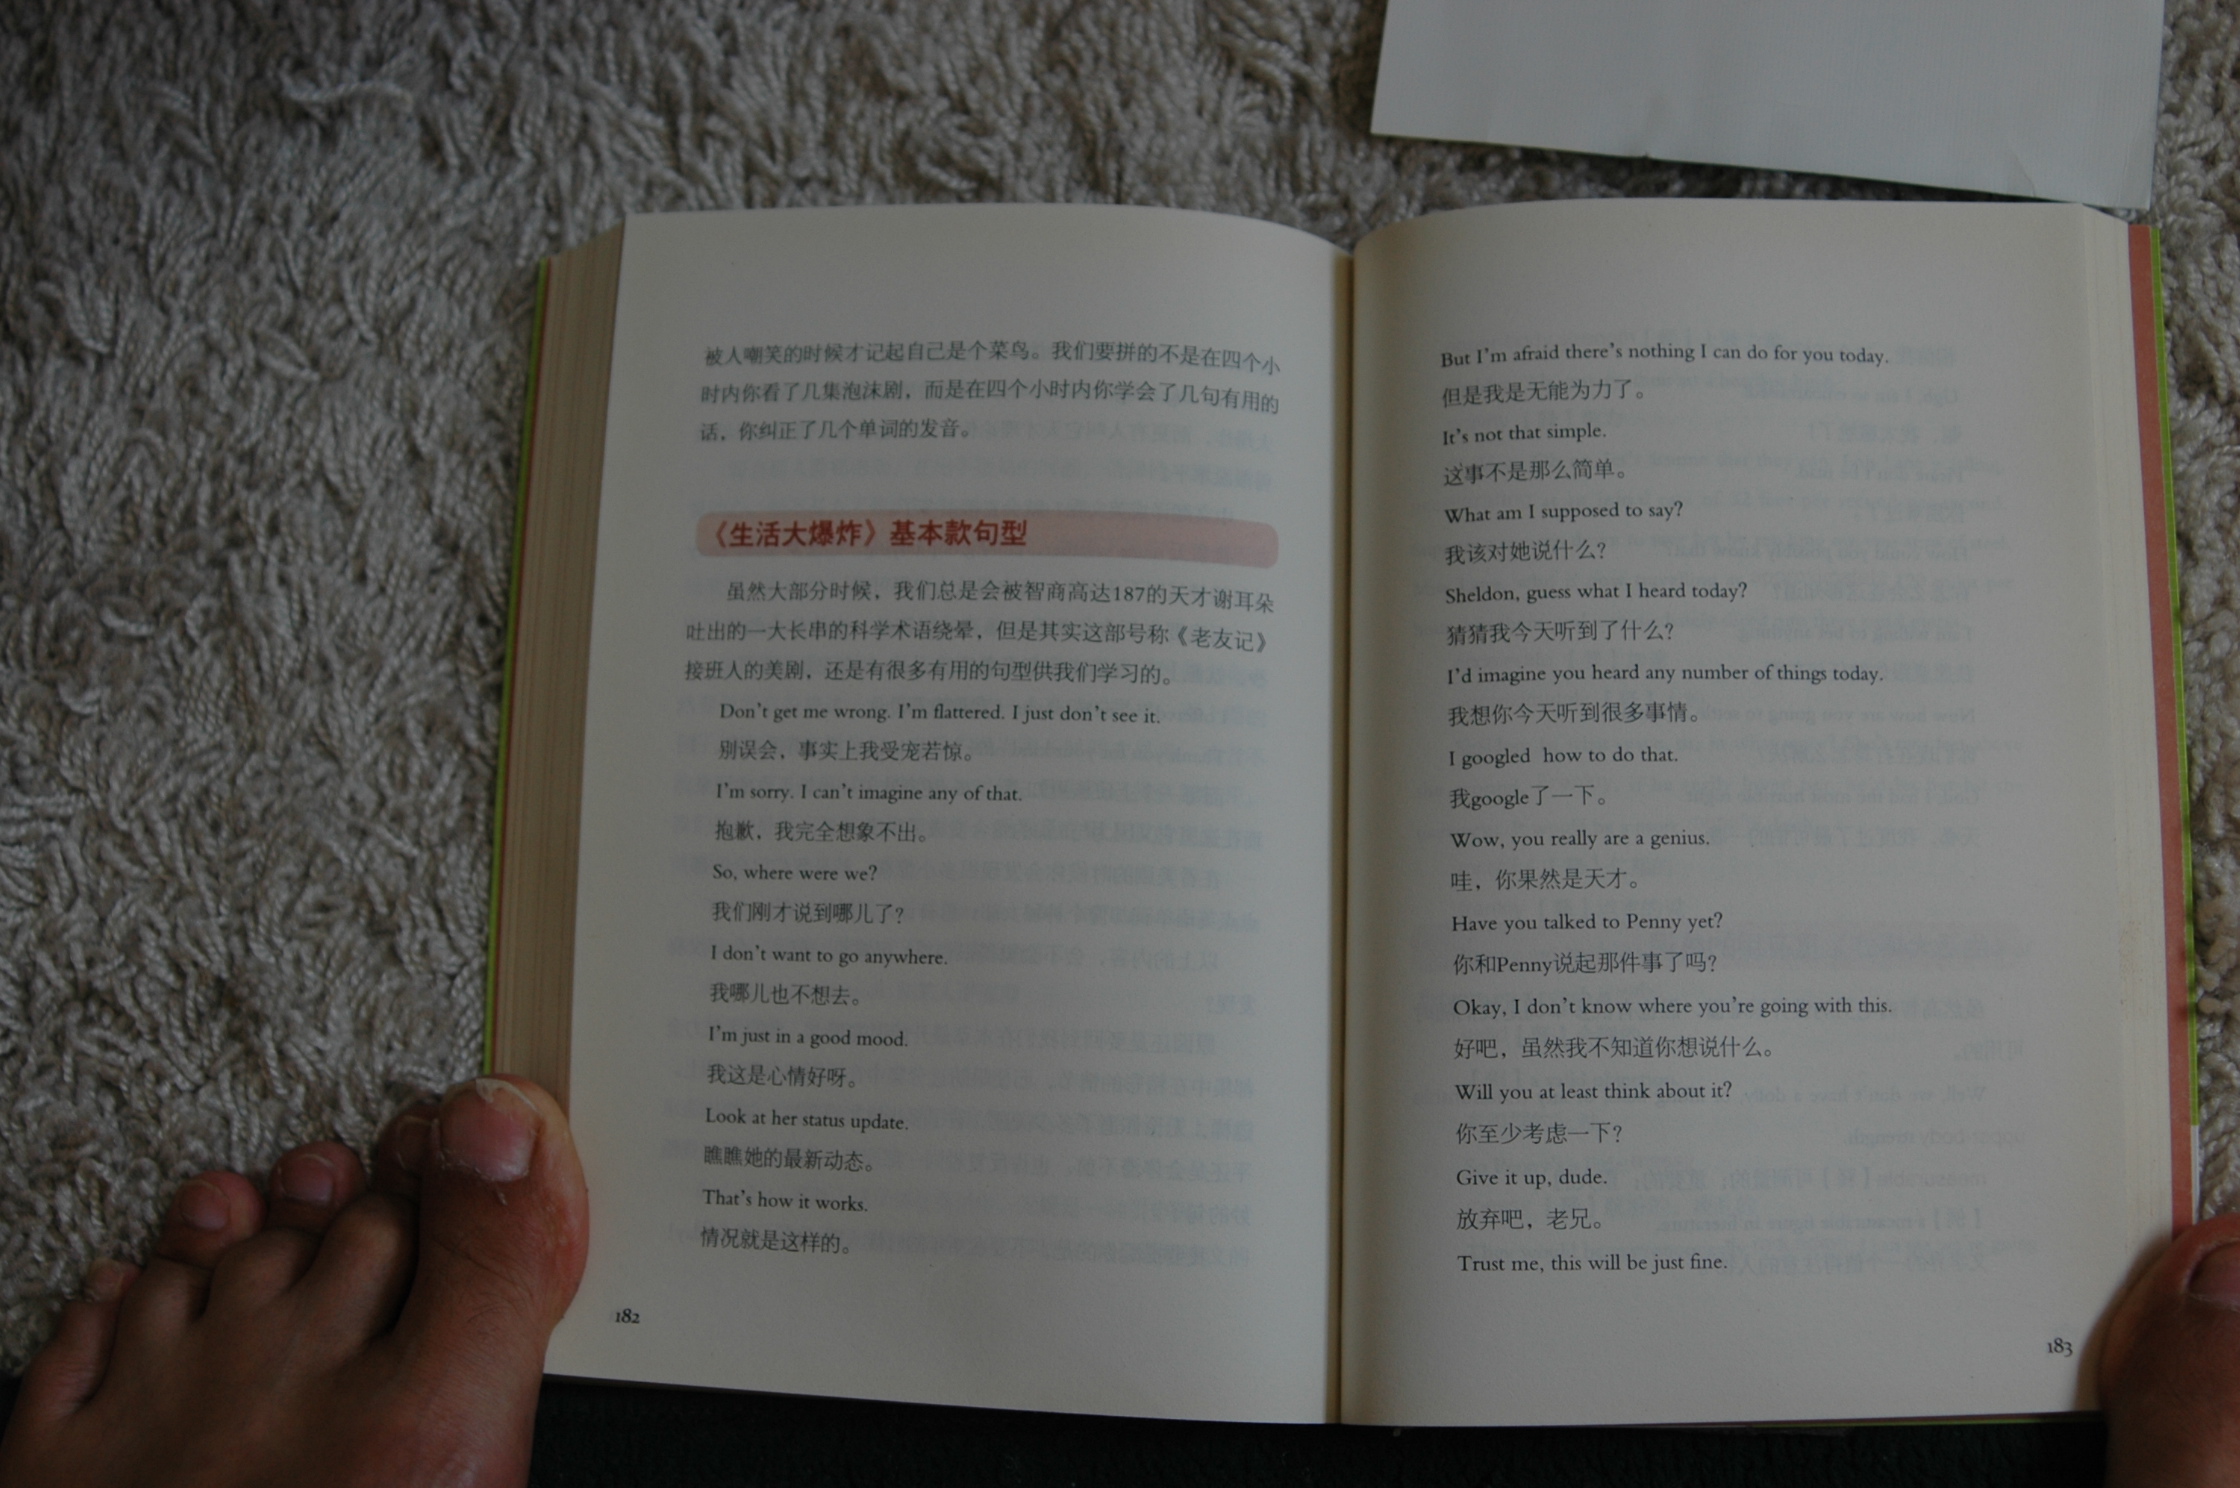 被人嘲笑的时候才记起自己是个菜鸟。我们要拼的不是在四个小
时内你看了几集泡沫剧，而是在四个小时内你学会了几句有用的
话，你纠正了几个单词的发音。
《生活大爆炸》基本款句型
虽然大部分时候，我们总是会被智商高达187的天才谢耳朵
吐出的一大长串的科学术语绕晕，但是其实这部号称《老友记》
接班人的美剧，还是有很多有用的句型供我们学习的。
Don't get me wrong. I'm flattered. I just don't see it.
别误会，事实上我受宠若惊。
I'm sorry. I can't imagine any of that.
抱歉，我完全想象不出。
So, where were we?
我们刚才说到哪儿了？
I don't want to go anywhere.
我哪儿也不想去。
I'm just in a good mood.
我这是心情好呀。
Look at her status update.
瞧瞧她的最新动态。
That's how it works.
情况就是这样的。
182
But I'm afraid there's nothing I can do for you today.
但是我是无能为力了。
It's not that simple.
这事不是那么简单。
What am I supposed to say?
我该对她说什么？
Sheldon, guess what I heard today?
猜猜我今天听到了什么？
I'd imagine you heard any number of things today.
我想你今天听到很多事情。
I googled how to do that.
我google了一下。
Wow, you really are a genius.
哇，你果然是天才。
Have you talked to Penny yet?
你和Penny说起那件事了吗？
Okay, I don't know where you're going with this.
好吧，虽然我不知道你想说什么。
Will you at least think about it?
你至少考虑一下？
Give it up, dude.
放弃吧，老兄。
Trust me, this will be just fine.
183